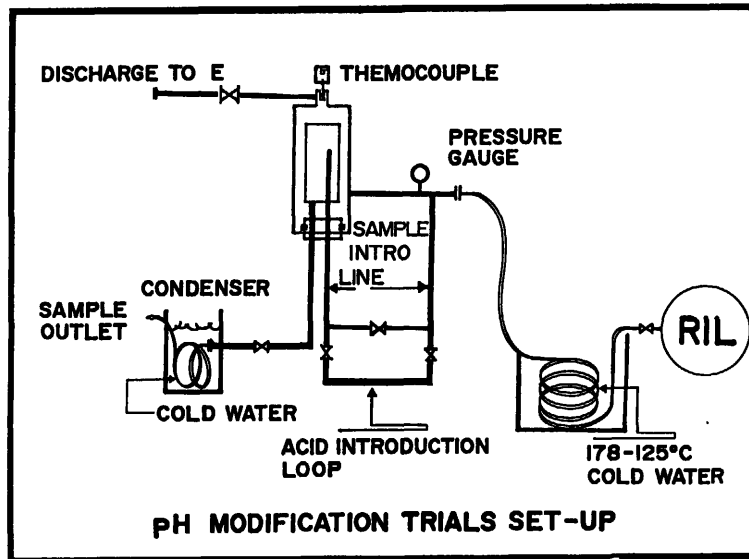 DISCHARGE TO E
THEMOCOUPLE
PRESSURE
GAUGE
SAMPLE
INTRO
LINE
CONDENSER
SAMPLE
OUTLET
RIL
COLD WATER
ACID INTRODUCTION
LOOP
178-125°C
COLD WATER
pH MODIFICATION TRIALS SET-UP